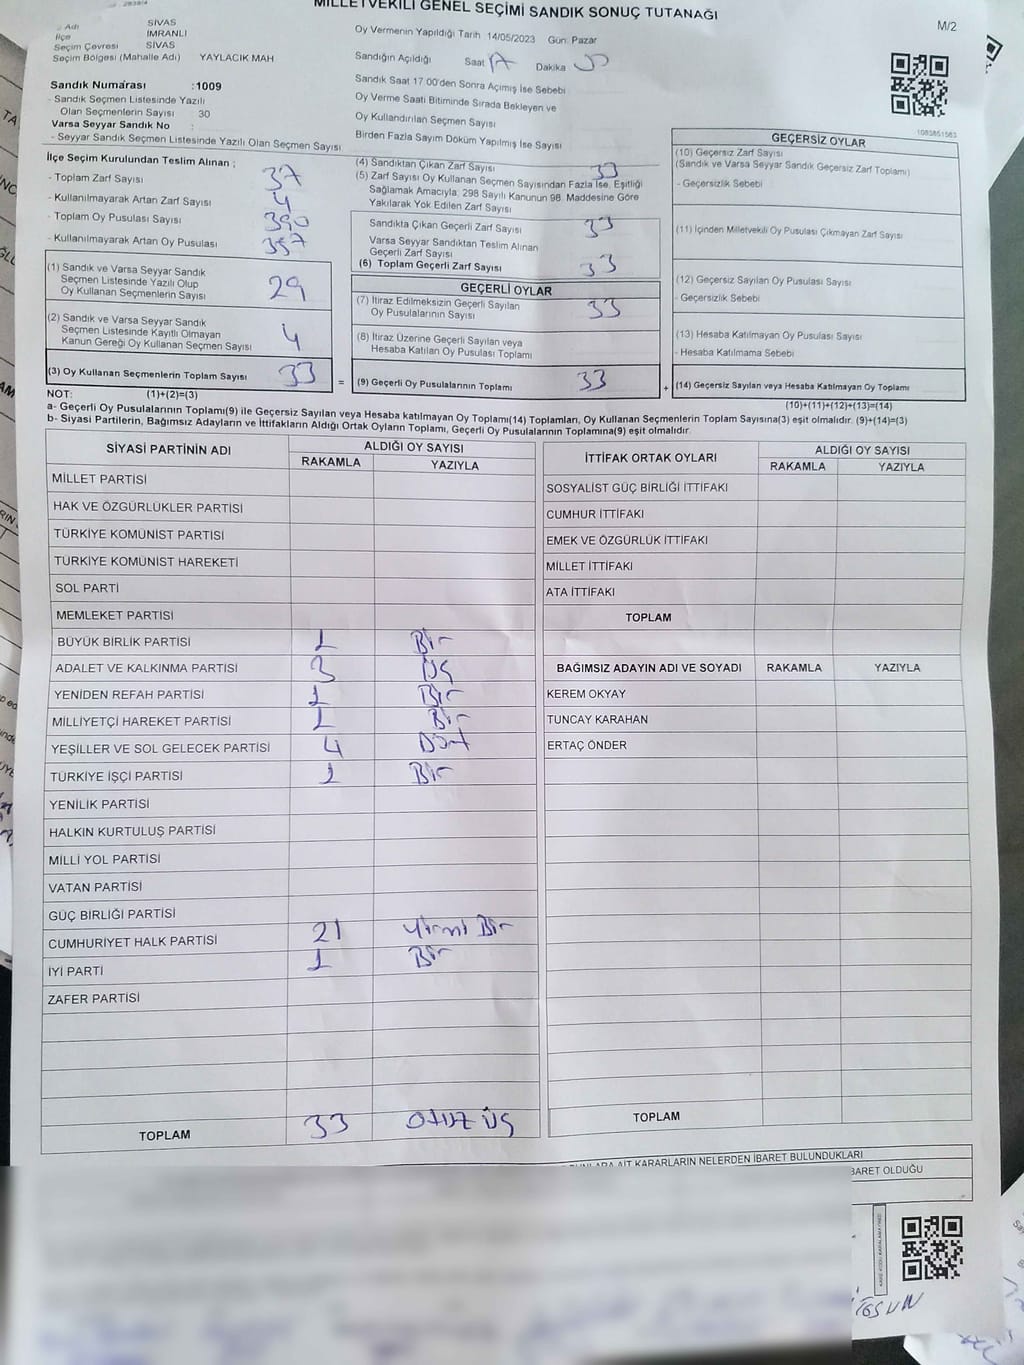 MİLLETVEKİLİ GENEL SEÇİMİ SANDIK SONUÇ TUTANAĞI
M/2
Adı SİVAS
İlçe İMRANLI
Seçim Çevresi SİVAS
Seçim Bölgesi (Mahalle Adı) YAYLACIK MAH
Sandık Numarası :1009
- Sandık Seçmen Listesinde Yazılı
Olan Seçmenlerin Sayısı 30
Varsa Seyyar Sandık No :
- Seyyar Sandık Seçmen Listesinde Yazılı Olan Seçmen Sayısı
Oy Vermenin Yapıldığı Tarih 14/05/2023 Gün: Pazar
Sandığın Açıldığı Saat 17 Dakika
Sandık Saat 17:00'den Sonra Açımış İse Sebebi
Oy Verme Saati Bitiminde Sırada Bekleyen ve
Oy Kullandırılan Seçmen Sayısı
Birden Fazla Sayım Döküm Yapılmış İse Sayısı
1083851563
İlçe Seçim Kurulundan Teslim Alınan ;
- Toplam Zarf Sayısı 37
- Kullanılmayarak Artan Zarf Sayısı 4
- Toplam Oy Pusulası Sayısı 390
- Kullanılmayarak Artan Oy Pusulası 357
(1) Sandık ve Varsa Seyyar Sandık
Seçmen Listesinde Yazılı Olup
Oy Kullanan Seçmenlerin Sayısı 29
(2) Sandık ve Varsa Seyyar Sandık
Seçmen Listesinde Kayıtlı Olmayan
Kanun Gereği Oy Kullanan Seçmen Sayısı 4
(3) Oy Kullanan Seçmenlerin Toplam Sayısı 33
(4) Sandıktan Çıkan Zarf Sayısı 33
(5) Zarf Sayısı Oy Kullanan Seçmen Sayısından Fazla İse, Eşitliği
Sağlamak Amacıyla: 298 Sayılı Kanunun 98. Maddesine Göre
Yakılarak Yok Edilen Zarf Sayısı
Sandıkta Çıkan Geçerli Zarf Sayısı 33
Varsa Seyyar Sandıktan Teslim Alınan
Geçerli Zarf Sayısı
(6) Toplam Geçerli Zarf Sayısı 33
GEÇERLİ OYLAR
(7) İtiraz Edilmeksizin Geçerli Sayılan
Oy Pusulalarının Sayısı 33
(8) İtiraz Üzerine Geçerli Sayılan veya
Hesaba Katılan Oy Pusulası Toplamı
= (9) Geçerli Oy Pusulalarının Toplamı 33
GEÇERSİZ OYLAR
(10) Geçersiz Zarf Sayısı
(Sandık ve Varsa Seyyar Sandık Geçersiz Zarf Toplamı)
- Geçersizlik Sebebi
(11) İçinden Milletvekili Oy Pusulası Çıkmayan Zarf Sayısı
(12) Geçersiz Sayılan Oy Pusulası Sayısı
- Geçersizlik Sebebi
(13) Hesaba Katılmayan Oy Pusulası Sayısı
- Hesaba Katılmama Sebebi
+ (14) Geçersiz Sayılan veya Hesaba Katılmayan Oy Toplamı
NOT: (1)+(2)=(3)
(10)+(11)+(12)+(13)=(14)
a- Geçerli Oy Pusulalarının Toplamı(9) ile Geçersiz Sayılan veya Hesaba katılmayan Oy Toplamı(14) Toplamları, Oy Kullanan Seçmenlerin Toplam Sayısına(3) eşit olmalıdır. (9)+(14)=(3)
b- Siyasi Partilerin, Bağımsız Adayların ve İttifakların Aldığı Ortak Oyların Toplamı, Geçerli Oy Pusulalarının Toplamına(9) eşit olmalıdır.
SİYASİ PARTİNİN ADI ALDIĞI OY SAYISI
RAKAMLA YAZIYLA
MİLLET PARTİSİ
HAK VE ÖZGÜRLÜKLER PARTİSİ
TÜRKİYE KOMÜNİST PARTİSİ
TÜRKİYE KOMÜNİST HAREKETİ
SOL PARTİ
MEMLEKET PARTİSİ
BÜYÜK BİRLİK PARTİSİ 1 Bir
ADALET VE KALKINMA PARTİSİ 3 Üç
YENİDEN REFAH PARTİSİ 1 Bir
MİLLİYETÇİ HAREKET PARTİSİ 1 Bir
YEŞİLLER VE SOL GELECEK PARTİSİ 4 Dört
TÜRKİYE İŞÇİ PARTİSİ 1 Bir
YENİLİK PARTİSİ
HALKIN KURTULUŞ PARTİSİ
MİLLİ YOL PARTİSİ
VATAN PARTİSİ
GÜÇ BİRLİĞİ PARTİSİ
CUMHURİYET HALK PARTİSİ 21 Yirmi Bir
İYİ PARTİ 1 Bir
ZAFER PARTİSİ
TOPLAM 33 Otuz Üç
İTTİFAK ORTAK OYLARI ALDIĞI OY SAYISI
RAKAMLA YAZIYLA
SOSYALİST GÜÇ BİRLİĞİ İTTİFAKI
CUMHUR İTTİFAKI
EMEK VE ÖZGÜRLÜK İTTİFAKI
MİLLET İTTİFAKI
ATA İTTİFAKI
TOPLAM
BAĞIMSIZ ADAYIN ADI VE SOYADI RAKAMLA YAZIYLA
KEREM OKYAY
TUNCAY KARAHAN
ERTAÇ ÖNDER
TOPLAM
AİT KARARLARIN NELERDEN İBARET BULUNDUKLARI
BARET OLDUĞU